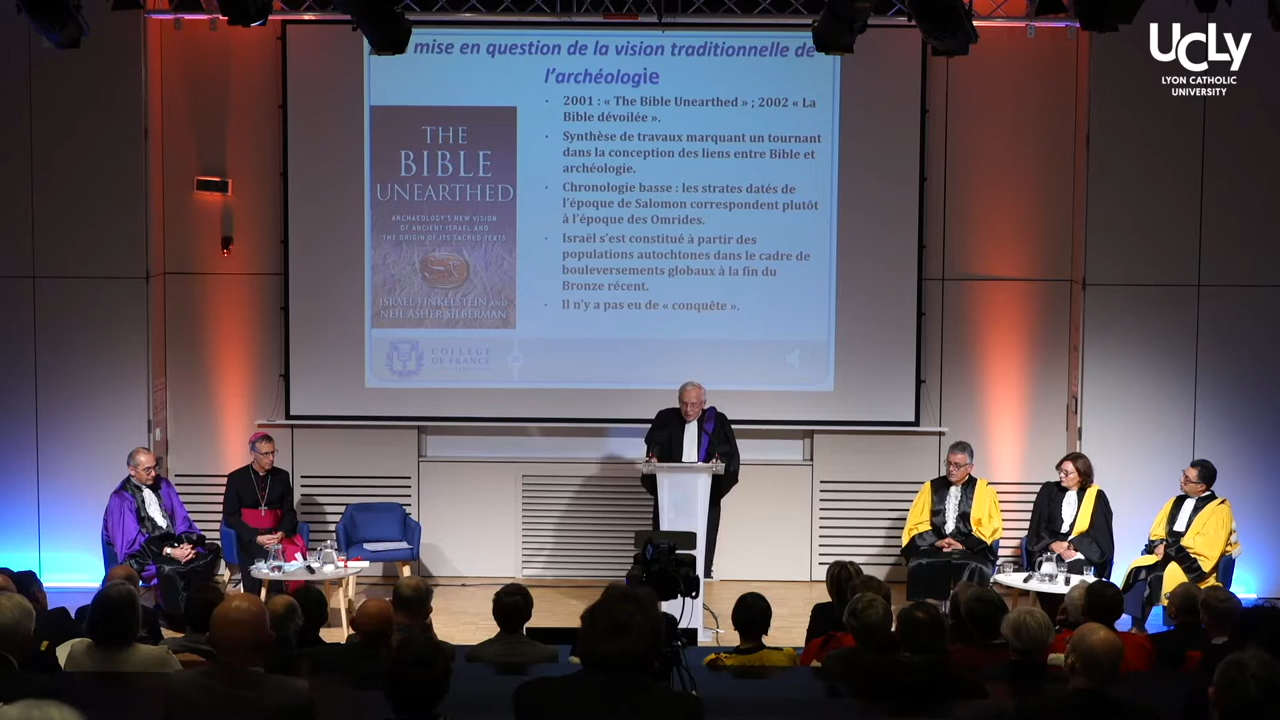 UCLy
LYON CATHOLIC
UNIVERSITY
mise en question de la vision traditionnelle de
l'archéologie
THE
BIBLE
UNEARTHED
ARCHAEOLOGY'S NEW VISION
OF ANCIENT ISRAEL AND
THE ORIGIN OF ITS SACRED TEXTS
ISRAEL FINKELSTEIN AND
NEIL ASHER SILBERMAN
• 2001 : « The Bible Unearthed » ; 2002 « La
Bible dévoilée ».
• Synthèse de travaux marquant un tournant
dans la conception des liens entre Bible et
archéologie.
• Chronologie basse : les strates datés de
l'époque de Salomon correspondent plutôt
à l'époque des Omrides.
• Israël s'est constitué à partir des
populations autochtones dans le cadre de
bouleversements globaux à la fin du
Bronze récent.
• Il n'y a pas eu de « conquête ».
COLLÈGE
DE FRANCE